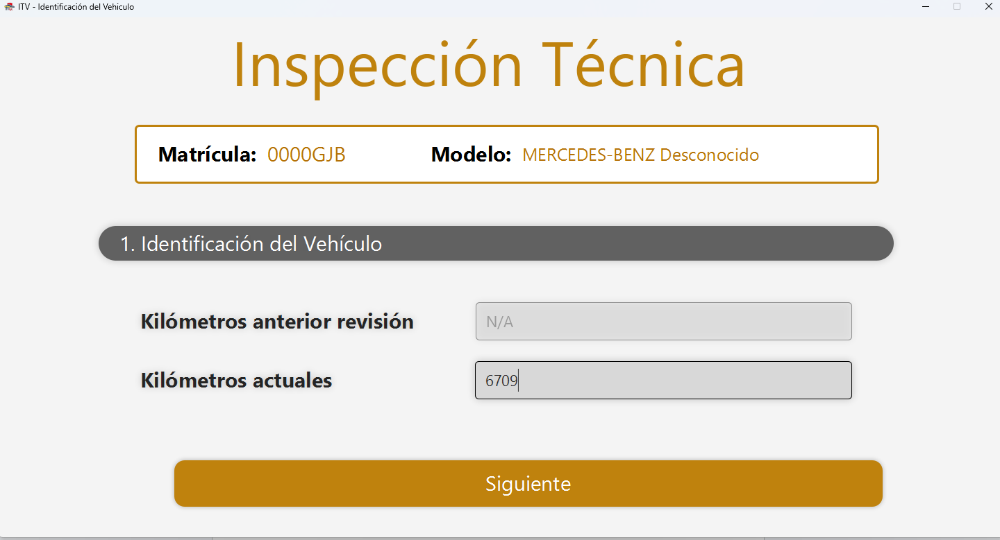 ITV - Identificación del Vehiculo
Inspección Técnica
Matrícula: 0000GJB Modelo: MERCEDES-BENZ Desconocido
1. Identificación del Vehículo
Kilómetros anterior revisión N/A
Kilómetros actuales 6709
Siguiente